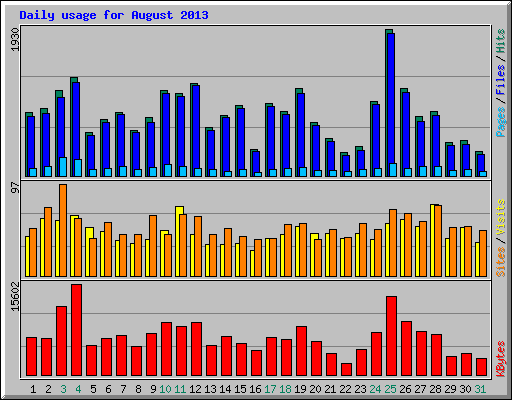 Daily usage for August 2013
1930
Pages / Files / Hits
97
Sites / Visits
15602
KBytes
1 2 3 4 5 6 7 8 9 10 11 12 13 14 15 16 17 18 19 20 21 22 23 24 25 26 27 28 29 30 31